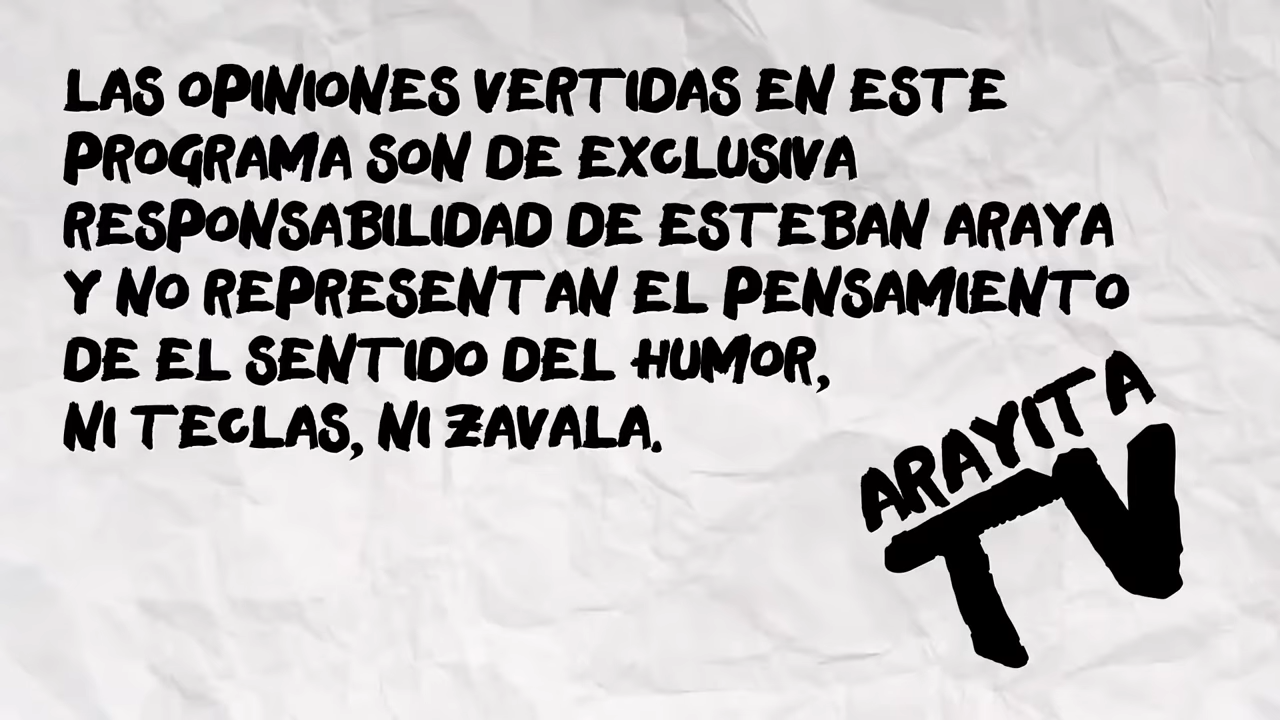 LAS OPINIONES VERTIDAS EN ESTE
PROGRAMA SON DE EXCLUSIVA
RESPONSABILIDAD DE ESTEBAN ARAYA
Y NO REPRESENTAN EL PENSAMIENTO
DE EL SENTIDO DEL HUMOR,
NI TECLAS, NI ZAVALA.
ARAYITA
TV